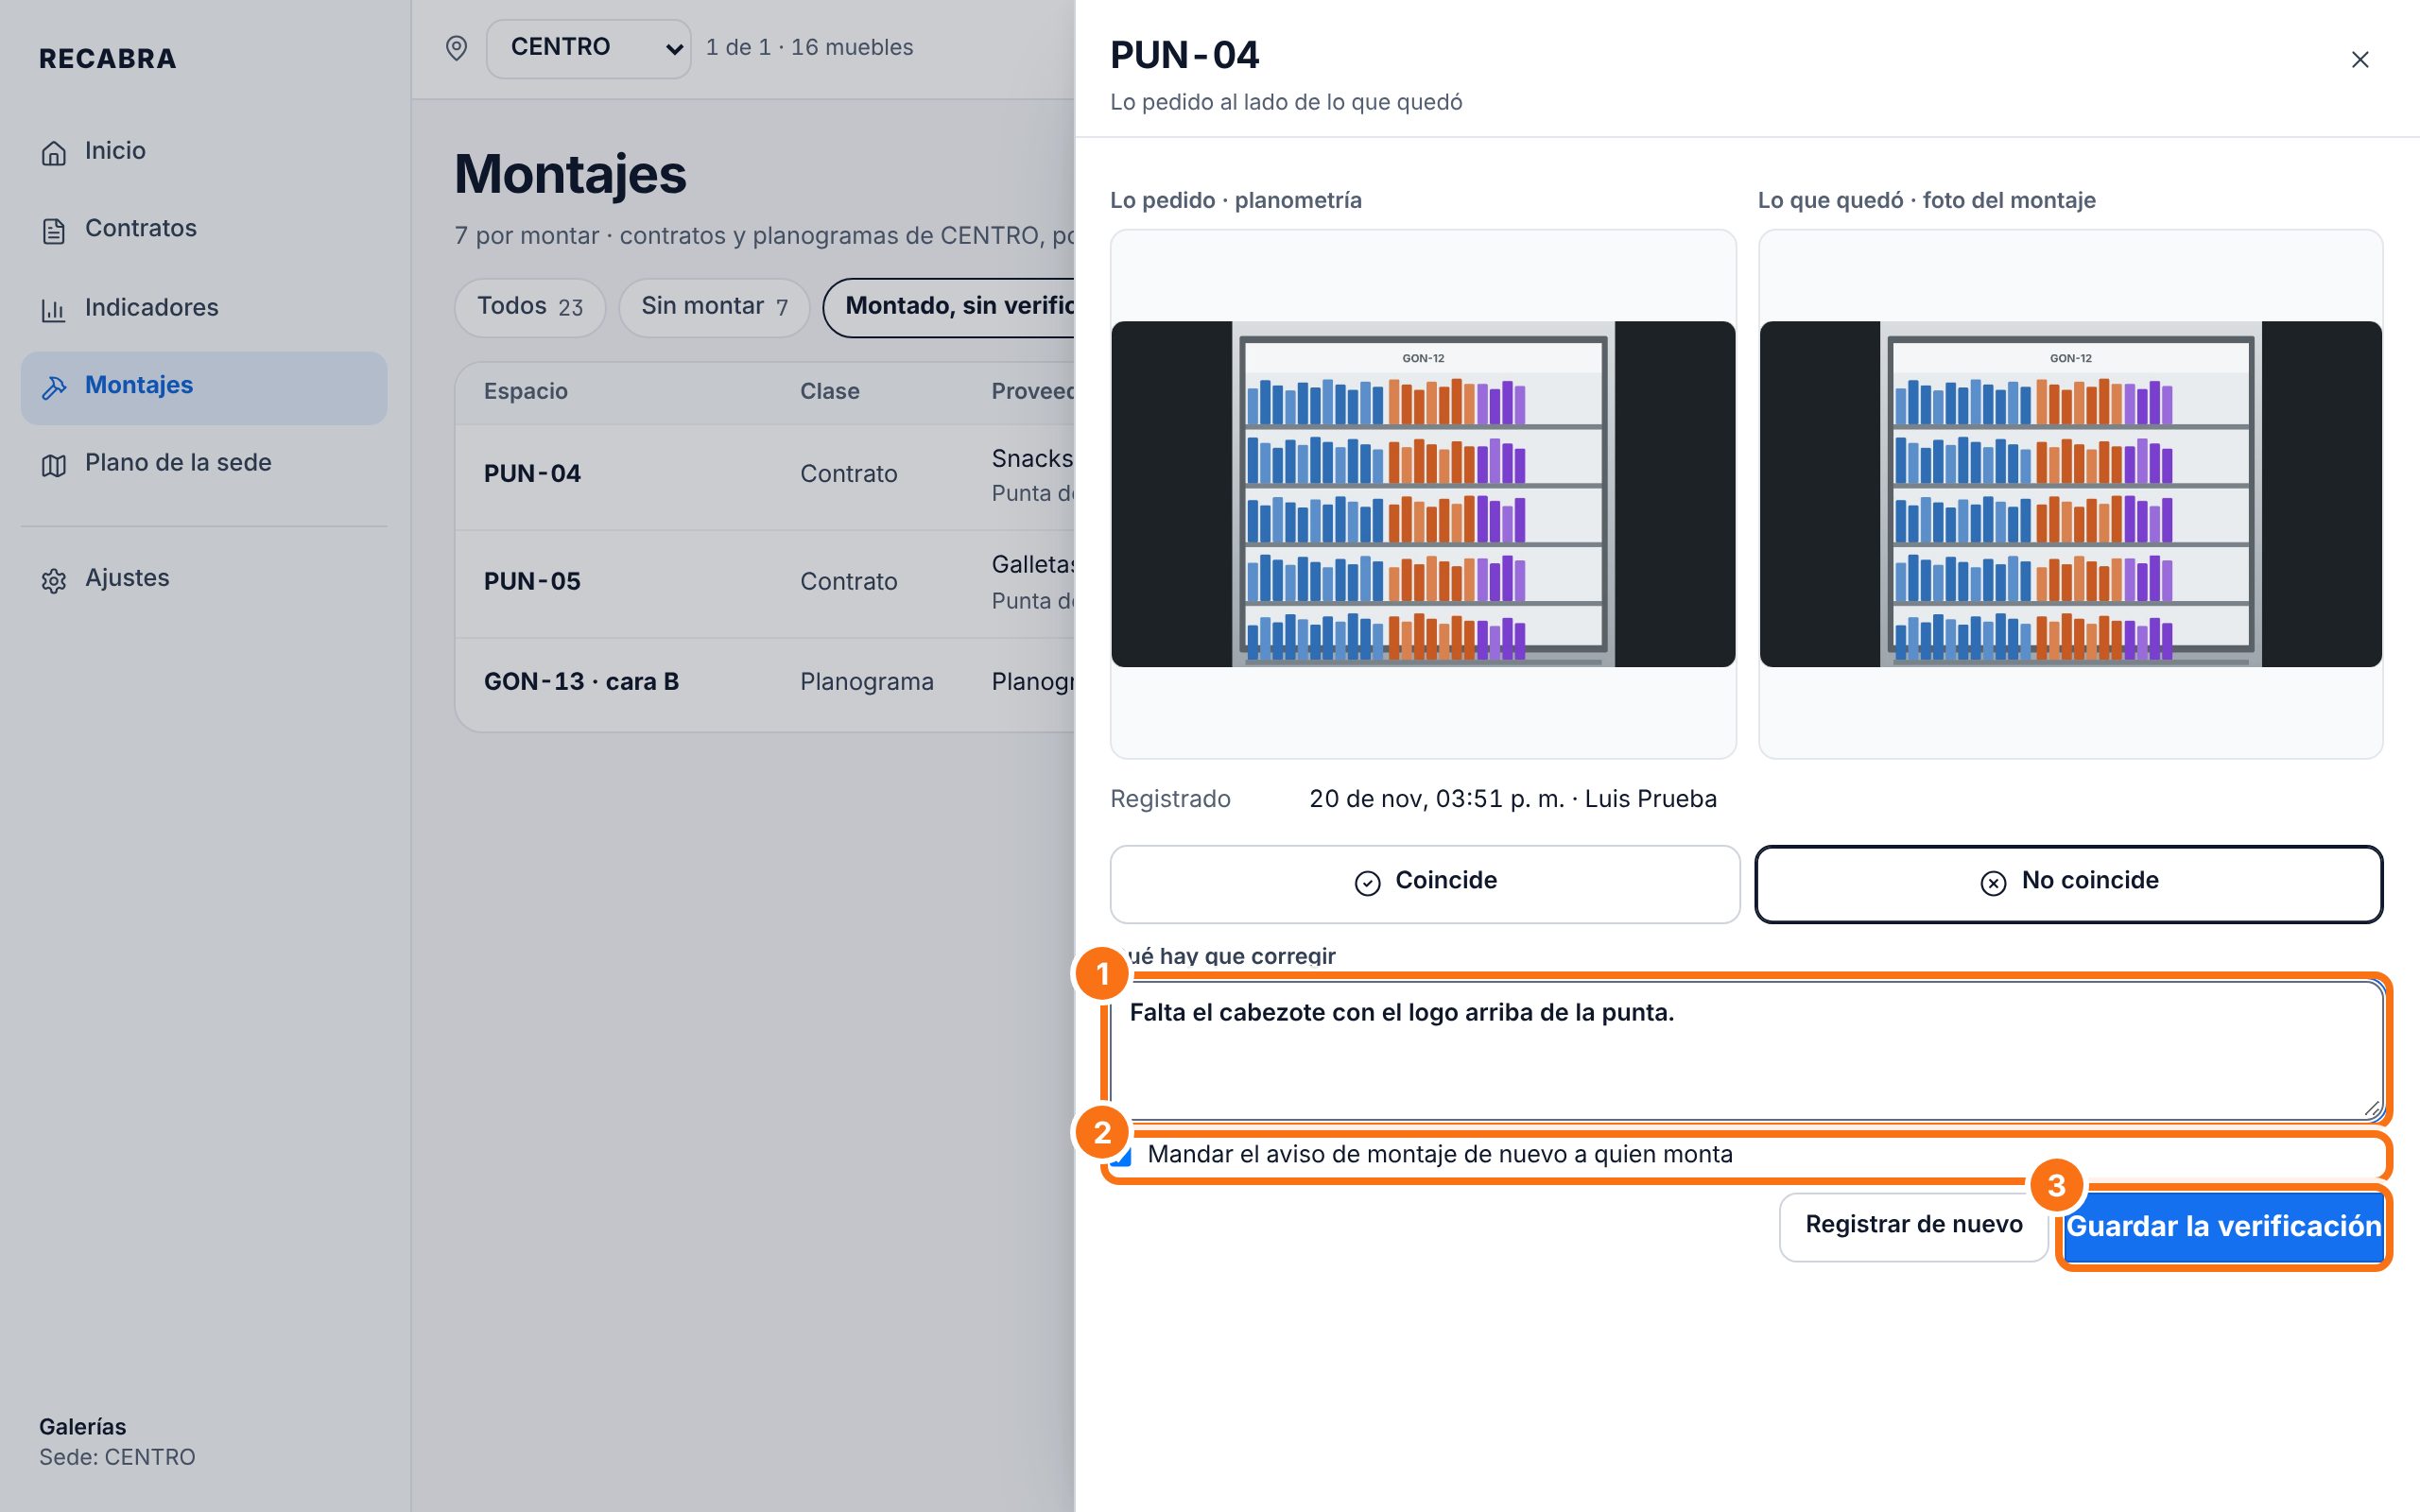 RECABRA
Inicio
Contratos
Indicadores
Montajes
Plano de la sede
Ajustes
Galerías
Sede: CENTRO
CENTRO
1 de 1 · 16 muebles
Montajes
7 por montar · contratos y planogramas de CENTRO,
Todos 23
Sin montar 7
Montado, sin
Espacio Clase
PUN-04 Contrato Snacks
Punta
PUN-05 Contrato
Punta
GON-13 · cara B Planograma
PUN-04
Lo pedido al lado de lo que quedó
Lo pedido · planometría
Lo que quedó · foto del montaje
GON-12
GON-12
Registrado 20 de nov, 03:51 p. m. · Luis Prueba
Coincide
No coincide
hay que corregir
1
Falta el cabezote con el logo arriba de la punta.
2
Mandar el aviso de montaje de nuevo a quien monta
3
Registrar de nuevo
Guardar la verificación